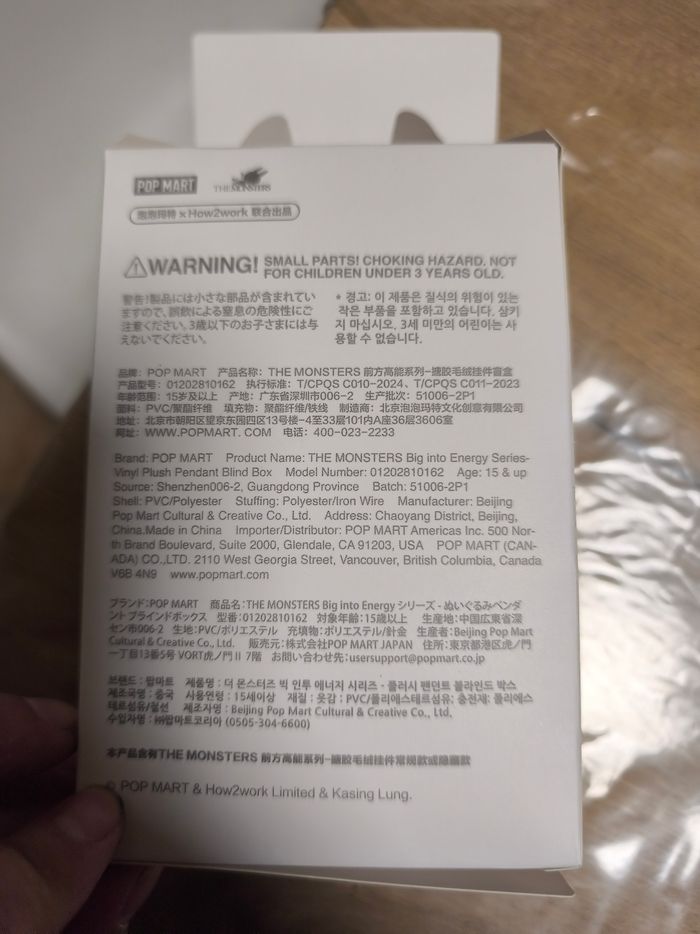 POP MART THE MONSTERS
泡泡玛特 x How2work 联合出品
WARNING! SMALL PARTS! CHOKING HAZARD. NOT
FOR CHILDREN UNDER 3 YEARS OLD.
警告!製品には小さな部品が含まれてい
ますので、誤飲による窒息の危険性にご
注意ください。3歳以下のお子さまには与
えないでください。
* 경고: 이 제품은 질식의 위험이 있는
작은 부품을 포함하고 있습니다. 삼키
지 마십시오. 3세 미만의 어린이는 사
용할 수 없습니다.
品牌: POP MART 产品名称: THE MONSTERS 前方高能系列-搪胶毛绒挂件盲盒
产品型号: 01202810162 执行标准: T/CPQS C010-2024、T/CPQS C011-2023
年龄范围: 15岁及以上 产地: 广东省深圳市006-2 生产批次: 51006-2P1
面料: PVC/聚酯纤维 填充物: 聚酯纤维/铁线 制造商: 北京泡泡玛特文化创意有限公司
地址: 北京市朝阳区望京东园四区13号楼-4至33层101内A座36层3606室
网址: WWW.POPMART.COM 电话: 400-023-2233
Brand: POP MART Product Name: THE MONSTERS Big into Energy Series-
Vinyl Plush Pendant Blind Box Model Number: 01202810162 Age: 15 & up
Source: Shenzhen006-2, Guangdong Province Batch: 51006-2P1
Shell: PVC/Polyester Stuffing: Polyester/Iron Wire Manufacturer: Beijing
Pop Mart Cultural & Creative Co., Ltd. Address: Chaoyang District, Beijing,
China.Made in China Importer/Distributor: POP MART Americas Inc. 500 Nor-
th Brand Boulevard, Suite 2000, Glendale, CA 91203, USA POP MART (CAN-
ADA) CO.,LTD. 2110 West Georgia Street, Vancouver, British Columbia, Canada
V6B 4N9 www.popmart.com
ブランド:POP MART 商品名:THE MONSTERS Big into Energy シリーズ - ぬいぐるみペンダ
ント ブラインドボックス 型番:01202810162 対象年齢:15歳以上 生産地:中国広東省深
セン市006-2 生地:PVC/ポリエステル 充填物:ポリエステル/針金 生産者:Beijing Pop Mart
Cultural & Creative Co., Ltd. 販売元:株式会社POP MART JAPAN 住所:東京都港区虎ノ門
一丁目13番5号 VORT虎ノ門II 7階 お問い合わせ先:usersupport@popmart.co.jp
브랜드 : 팝마트 제품명 : 더 몬스터즈 빅 인투 에너지 시리즈 - 플러시 펜던트 블라인드 박스
제조국명 : 중국 사용연령 : 15세이상 재질 : 옷감 : PVC/폴리에스테르섬유; 충전재: 폴리에스
테르섬유/철선 제조자명 : Beijing Pop Mart Cultural & Creative Co., Ltd.
수입자명 : ㈜팝마트코리아 (0505-304-6600)
本产品含有THE MONSTERS 前方高能系列-搪胶毛绒挂件常规款或隐藏款
© POP MART & How2work Limited & Kasing Lung.